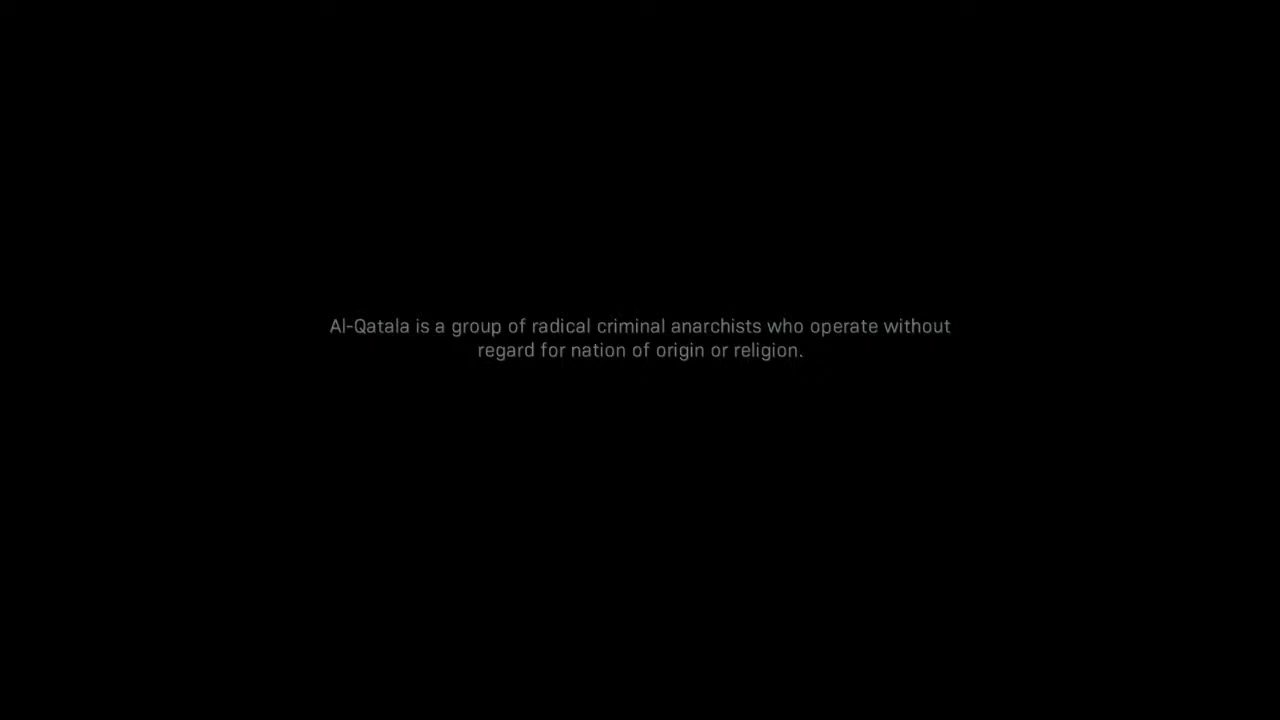 Al-Qatala is a group of radical criminal anarchists who operate without
regard for nation of origin or religion.